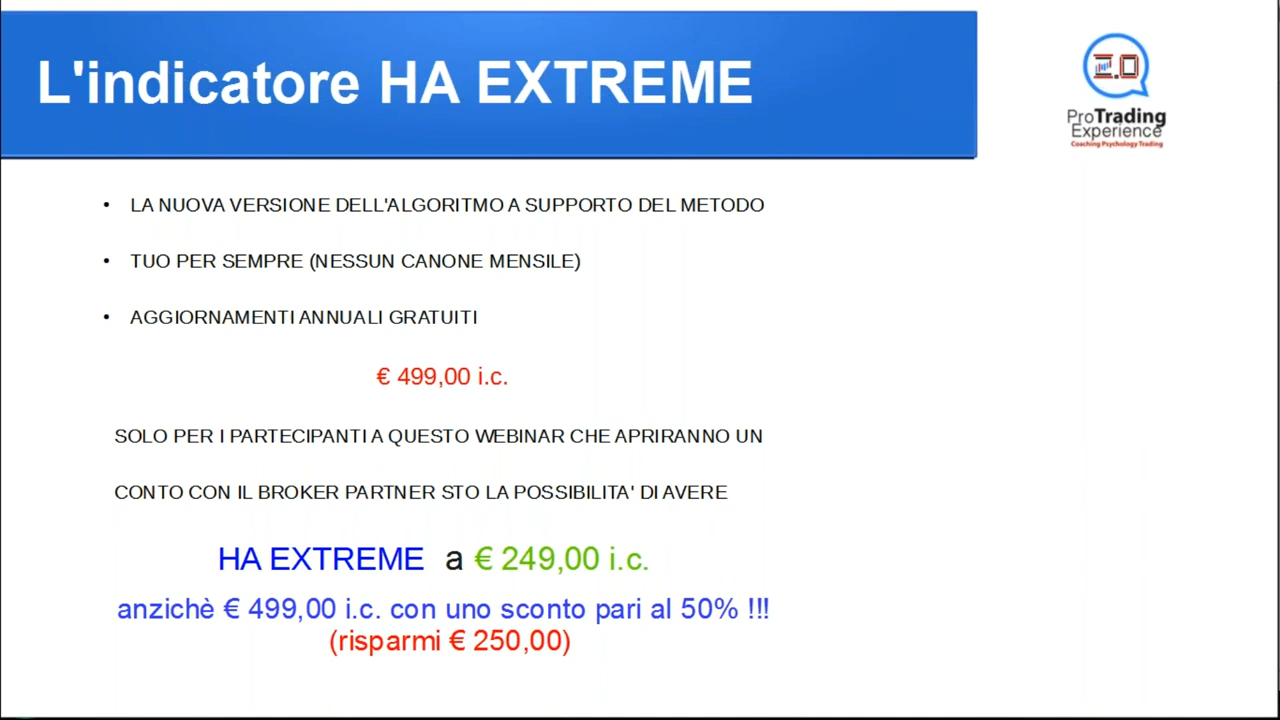 L'indicatore HA EXTREME
2.0
ProTrading
Experience
Coaching Psychology Trading
• LA NUOVA VERSIONE DELL'ALGORITMO A SUPPORTO DEL METODO
• TUO PER SEMPRE (NESSUN CANONE MENSILE)
• AGGIORNAMENTI ANNUALI GRATUITI
€ 499,00 i.c.
SOLO PER I PARTECIPANTI A QUESTO WEBINAR CHE APRIRANNO UN
CONTO CON IL BROKER PARTNER STO LA POSSIBILITA' DI AVERE
HA EXTREME a € 249,00 i.c.
anzichè € 499,00 i.c. con uno sconto pari al 50% !!!
(risparmi € 250,00)